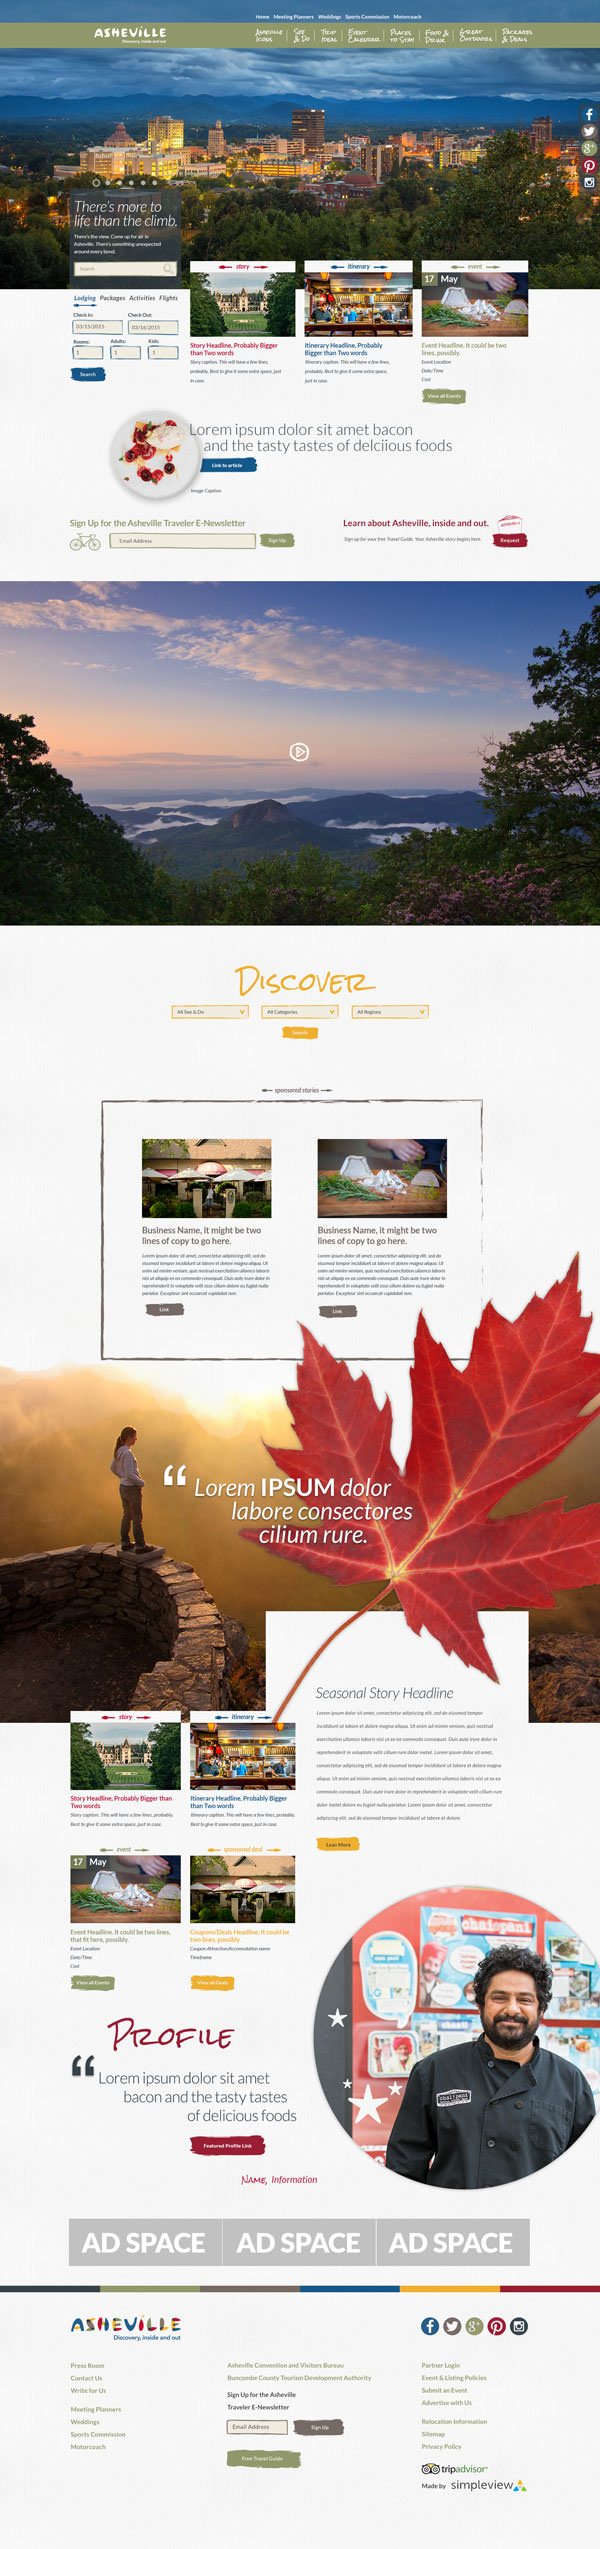 Home Meeting Planners Weddings Sports Commission Motorcoach
ASHEVILLE
Discovery, inside and out
Asheville Icons
See & Do
Trip Ideas
Event Calendar
Places to Stay
Food & Drink
Great Outdoors
Packages & Deals
There's more to
life than the climb.
There's the view. Come up for air in
Asheville. There's something unexpected
around every bend.
Search
Lodging Packages Activities Flights
Check In: Check Out:
03/15/2015 03/16/2015
Rooms: Adults: Kids:
1 1 1
Search
story
Story Headline, Probably Bigger
than Two words
Story caption. This will have a few lines,
probably. Best to give it some extra space, just
in case.
itinerary
Itinerary Headline, Probably
Bigger than Two words
Story caption. This will have a few lines,
probably. Best to give it some extra space,
just in case.
event
17 May
Event Headline. It could be two
lines, possibly.
Event Location
Date/Time
Cost
View all Events
Lorem ipsum dolor sit amet bacon
and the tasty tastes of delciious foods
Link to article
Image Caption
Sign Up for the Asheville Traveler E-Newsletter
Email Address
Sign Up
Learn about Asheville, inside and out.
Sign up for your free Travel Guide. Your Asheville story begins here.
Request
Discover
All See & Do
All Categories
All Regions
Search
sponsored stories
Business Name, it might be two
lines of copy to go here.
Lorem ipsum dolor sit amet, consectetur adipisicing elit, sed do
eiusmod tempor incididunt ut labore et dolore magna aliqua. Ut
enim ad minim veniam, quis nostrud exercitation ullamco laboris
nisi ut aliquip ex ea commodo consequat. Duis aute irure dolor in
reprehenderit in voluptate velit esse cillum dolore eu fugiat nulla
pariatur. Excepteur sint occaecat cupidatat non.
Link
Business Name, it might be two
lines of copy to go here.
Lorem ipsum dolor sit amet, consectetur adipisicing elit, sed do
eiusmod tempor incididunt ut labore et dolore magna aliqua. Ut
enim ad minim veniam, quis nostrud exercitation ullamco laboris
nisi ut aliquip ex ea commodo consequat. Duis aute irure dolor in
reprehenderit in voluptate velit esse cillum dolore eu fugiat nulla
pariatur. Excepteur sint occaecat cupidatat non.
Link
“ Lorem IPSUM dolor
labore consectores
cilium rure.
Seasonal Story Headline
Lorem ipsum dolor sit amet, consectetur adipisicing elit, sed do eiusmod tempor
incididunt ut labore et dolore magna aliqua. Ut enim ad minim veniam, quis nostrud
exercitation ullamco laboris nisi ut ea commodo consequat. Duis aute irure dolor in
reprehenderit in voluptate velit cillum rure dolor inetet. Lorem ipsum dolor sit amet,
consectetur adipisicing elit, sed do eiusmod tempor incididunt ut labore et dolore magna
aliqua. Ut enim ad minim veniam, quis nostrud exercitation ullamco laboris nisi ut ex ea
commodo consequat. Duis aute irure dolor in reprehenderit in voluptate velit cillum rure
dolor inetet dolore eu fugiat nulla pariatur. Lorem ipsum dolor sit amet, consectetur
adipisicing elit, sed do eiusmod tempor incididunt ut labore et dolore.
Lean More
story
Story Headline, Probably Bigger than
Two words
Story caption. This will have a few lines, probably.
Best to give it some extra space, just in case.
itinerary
Itinerary Headline, Probably Bigger
than Two words
Itinerary caption. This will have a few lines, probably.
Best to give it some extra space, just in case.
event
17 May
Event Headline. It could be two lines,
that fit here, possibly.
Event Location
Date/Time
Cost
View all Events
sponsored deal
Coupons/Deals Headline. It could be
two lines, possibly.
Coupon Attraction/Accomodation name
Timeframe
View all Deals
chai pani
chai pani
Profile
“ Lorem ipsum dolor sit amet
bacon and the tasty tastes
of delicious foods
Featured Profile Link
Name, Information
AD SPACE AD SPACE AD SPACE
ASHEVILLE
Discovery, inside and out
Press Room
Contact Us
Write for Us
Meeting Planners
Weddings
Sports Commission
Motorcoach
Asheville Convention and Visitors Bureau
Buncombe County Tourism Development Authority
Sign Up for the Asheville
Traveler E-Newsletter
Email Address
Sign Up
Free Travel Guide
Partner Login
Event & Listing Policies
Submit an Event
Advertise with Us
Relocation Information
Sitemap
Privacy Policy
tripadvisor
Made by simpleview